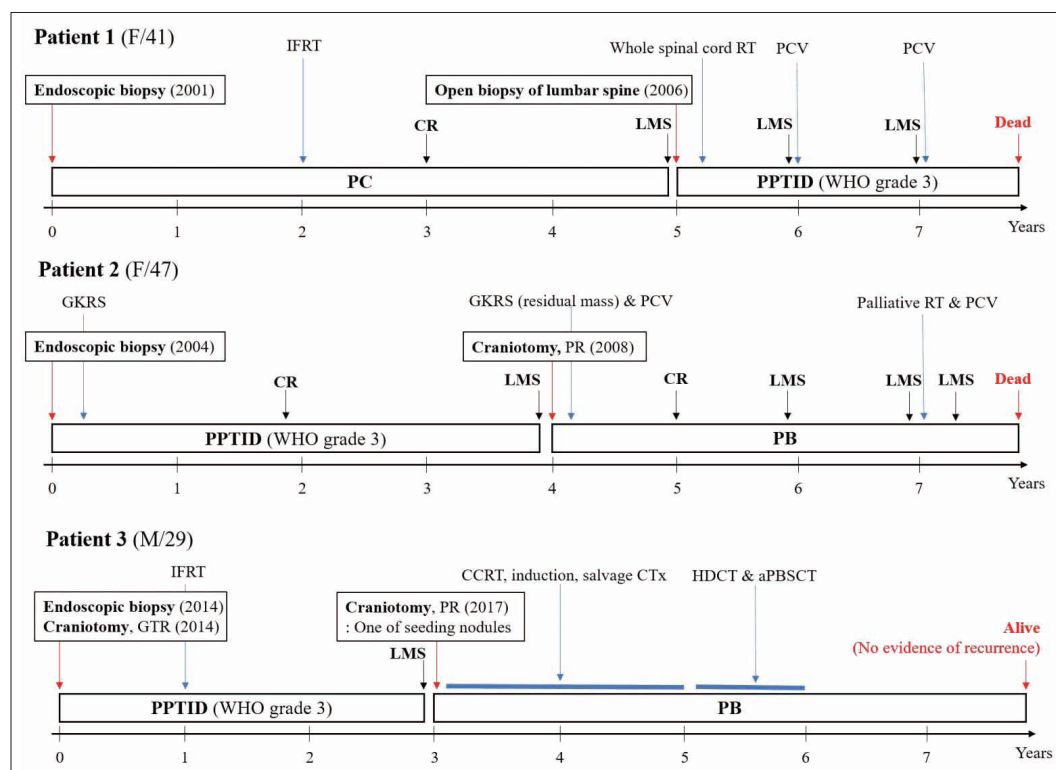 Patient 1 (F/41)
IFRT
Whole spinal cord RT
PCV
PCV
Endoscopic biopsy (2001)
Open biopsy of lumbar spine (2006)
CR
LMS
LMS
LMS
Dead
PC
PPTID (WHO grade 3)
0 1 2 3 4 5 6 7 Years
Patient 2 (F/47)
GKRS
GKRS (residual mass) & PCV
Palliative RT & PCV
Endoscopic biopsy (2004)
Craniotomy, PR (2008)
CR
LMS
CR
LMS
LMS
LMS
Dead
PPTID (WHO grade 3)
PB
0 1 2 3 4 5 6 7 Years
Patient 3 (M/29)
IFRT
CCRT, induction, salvage CTx
HDCT & aPBSCT
Endoscopic biopsy (2014)
Craniotomy, GTR (2014)
Craniotomy, PR (2017)
: One of seeding nodules
Alive
(No evidence of recurrence)
LMS
PPTID (WHO grade 3)
PB
0 1 2 3 4 5 6 7 Years